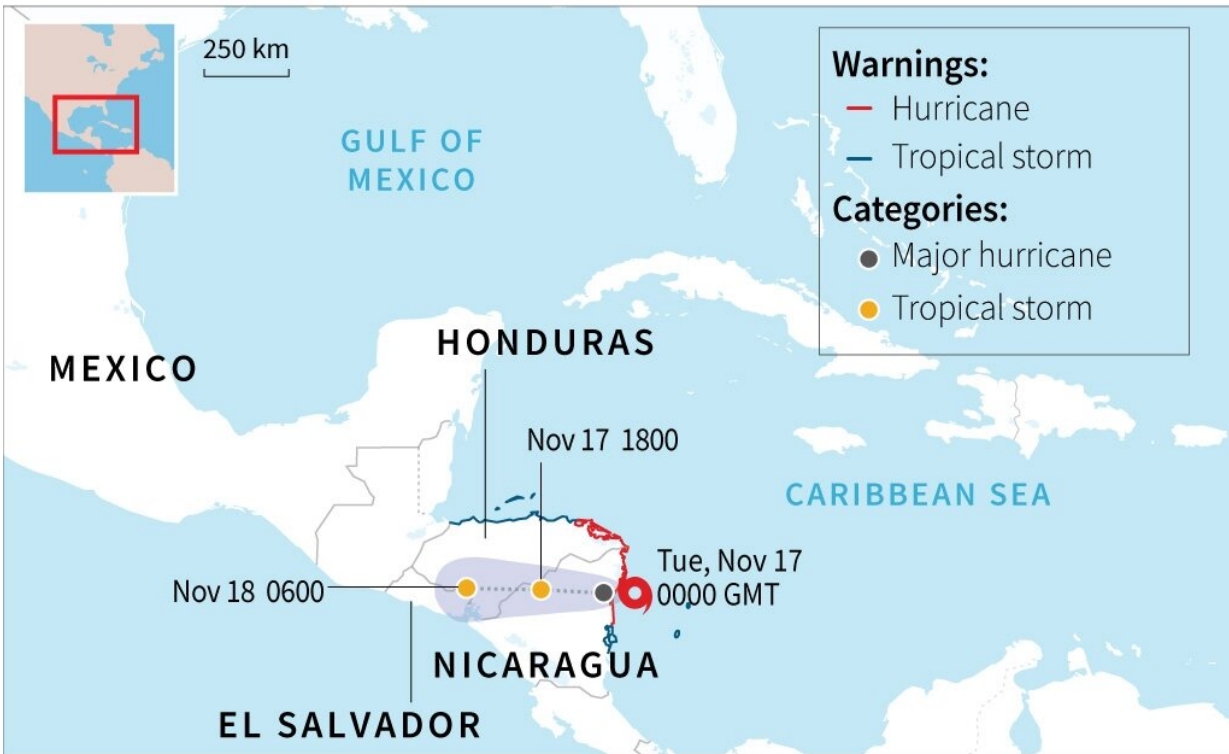 250 km
GULF OF
MEXICO
Warnings:
Hurricane
Tropical storm
Categories:
Major hurricane
Tropical storm
HONDURAS
MEXICO
Nov 17 1800
CARIBBEAN SEA
Tue, Nov 17
0000 GMT
Nov 18 0600
NICARAGUA
EL SALVADOR